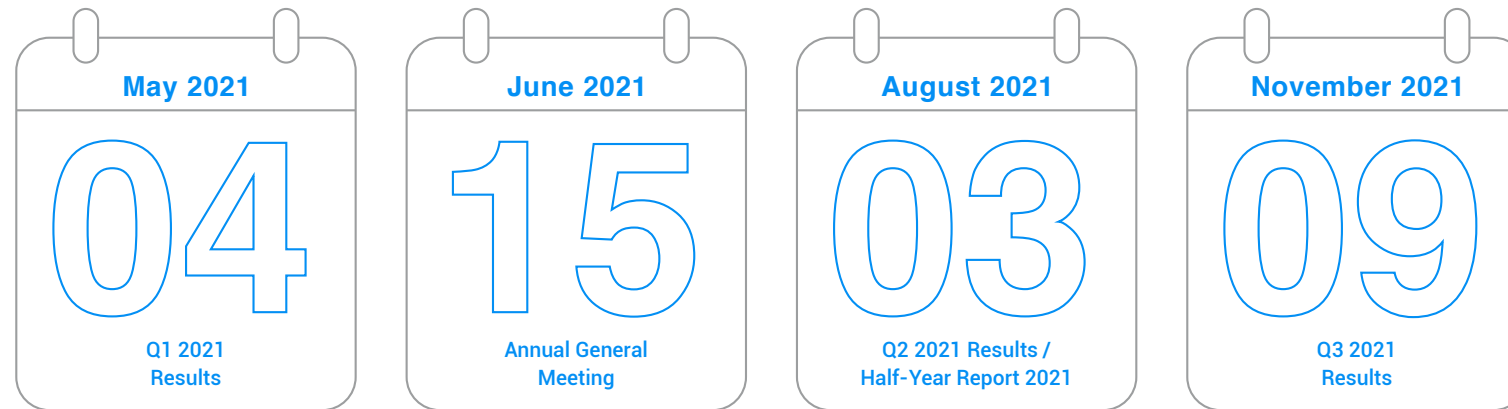 May 2021
04
Q1 2021
Results
June 2021
15
Annual General
Meeting
August 2021
03
Q2 2021 Results /
Half-Year Report 2021
November 2021
09
Q3 2021
Results